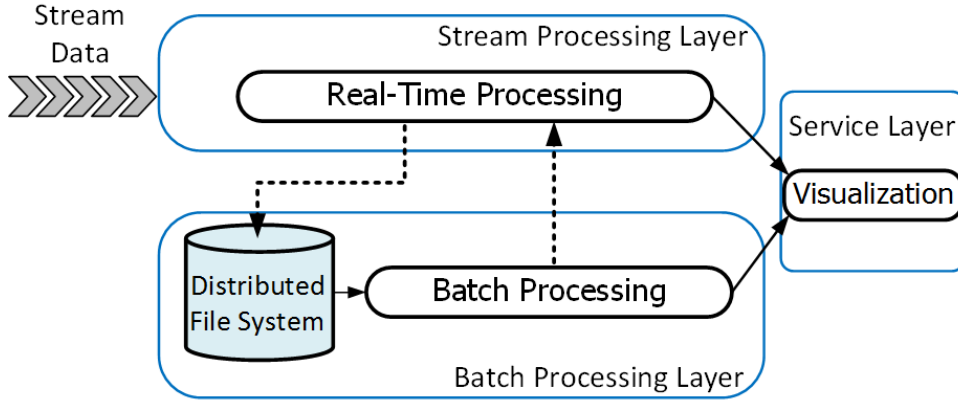 Stream
Data
Stream Processing Layer
Real-Time Processing
Service Layer
Visualization
Distributed
File System
Batch Processing
Batch Processing Layer